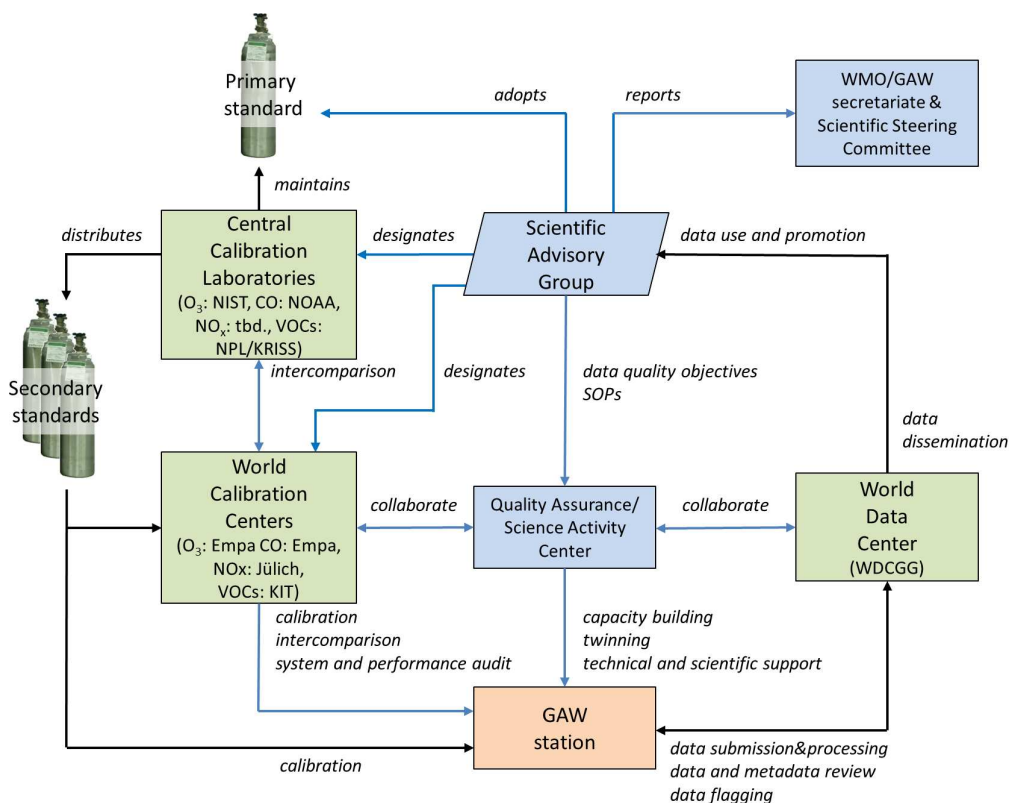 Primary
standard
adopts
reports
WMO/GAW
secretariate &
Scientific Steering
Committee
maintains
distributes
Central
Calibration
Laboratories
(O₃: NIST, CO: NOAA,
NOₓ: tbd., VOCs:
NPL/KRISS)
designates
Scientific
Advisory
Group
data use and promotion
Secondary
standards
intercomparison
designates
data quality objectives
SOPs
data
dissemination
World
Calibration
Centers
(O₃: Empa CO: Empa,
NOx: Jülich,
VOCs: KIT)
collaborate
Quality Assurance/
Science Activity
Center
collaborate
World
Data
Center
(WDCGG)
calibration
intercomparison
system and performance audit
capacity building
twinning
technical and scientific support
GAW
station
calibration
data submission&processing
data and metadata review
data flagging